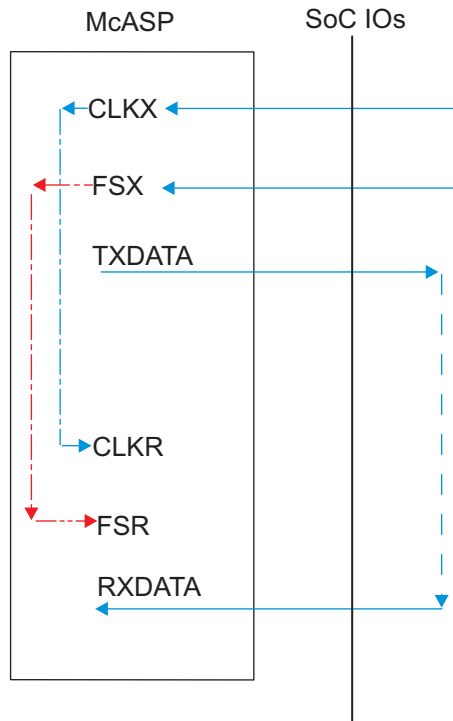 McASP
SoC IOs
CLKX
FSX
TXDATA
CLKR
FSR
RXDATA